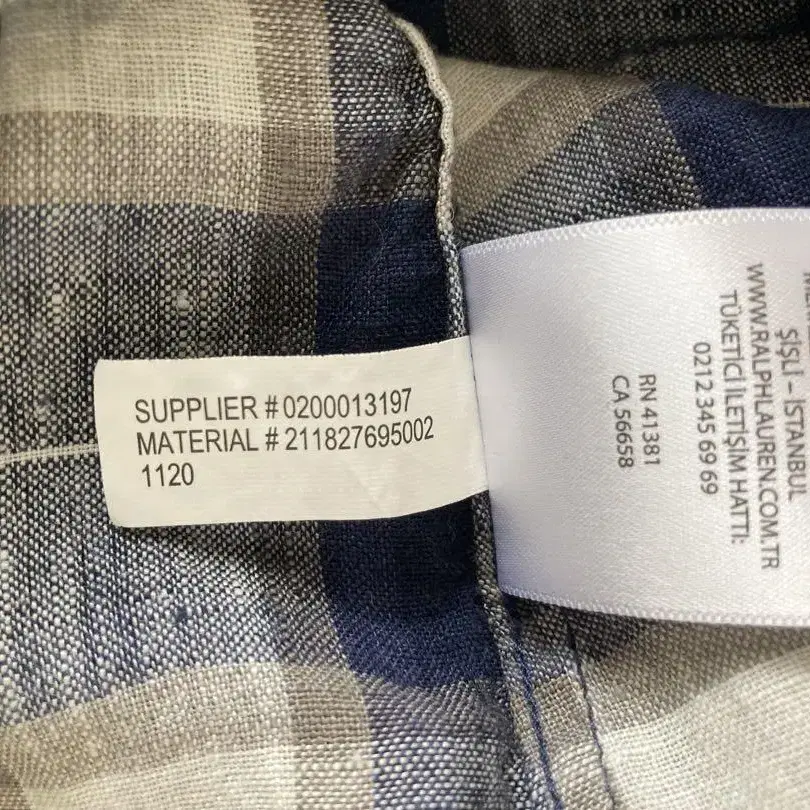 SUPPLIER # 0200013197
MATERIAL # 211827695002
1120
ŞİŞLİ - İSTANBUL
WWW.RALPHLAUREN.COM.TR
TÜKETİCİ İLETİŞİM HATTI:
0212 345 69 69
RN 41381
CA 56658